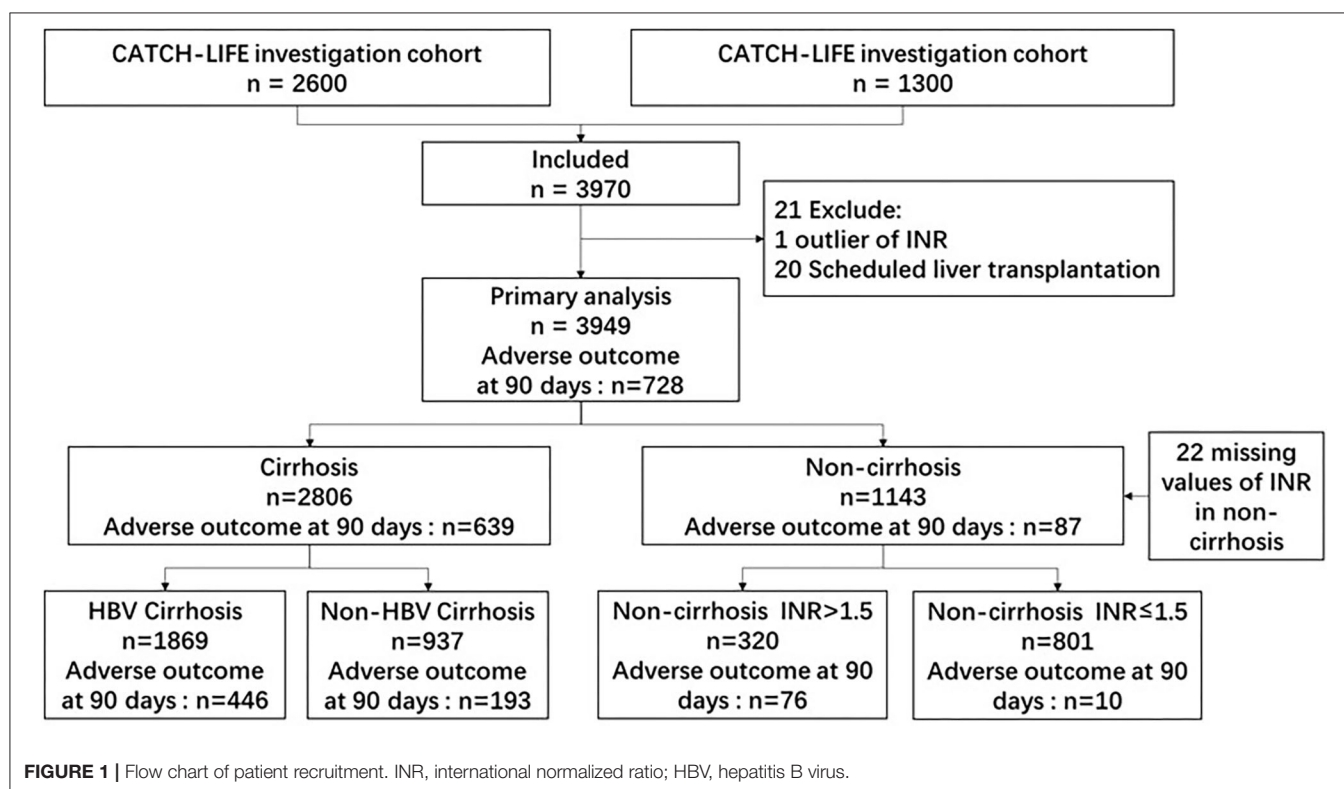 CATCH-LIFE investigation cohort
n = 2600
CATCH-LIFE investigation cohort
n = 1300
Included
n = 3970
21 Exclude:
1 outlier of INR
20 Scheduled liver transplantation
Primary analysis
n = 3949
Adverse outcome
at 90 days : n=728
Cirrhosis
n=2806
Adverse outcome at 90 days : n=639
Non-cirrhosis
n=1143
Adverse outcome at 90 days : n=87
22 missing
values of INR
in non-
cirrhosis
HBV Cirrhosis
n=1869
Adverse outcome
at 90 days : n=446
Non-HBV Cirrhosis
n=937
Adverse outcome
at 90 days : n=193
Non-cirrhosis INR>1.5
n=320
Adverse outcome at 90
days : n=76
Non-cirrhosis INR≤1.5
n=801
Adverse outcome at 90
days : n=10
FIGURE 1 | Flow chart of patient recruitment. INR, international normalized ratio; HBV, hepatitis B virus.